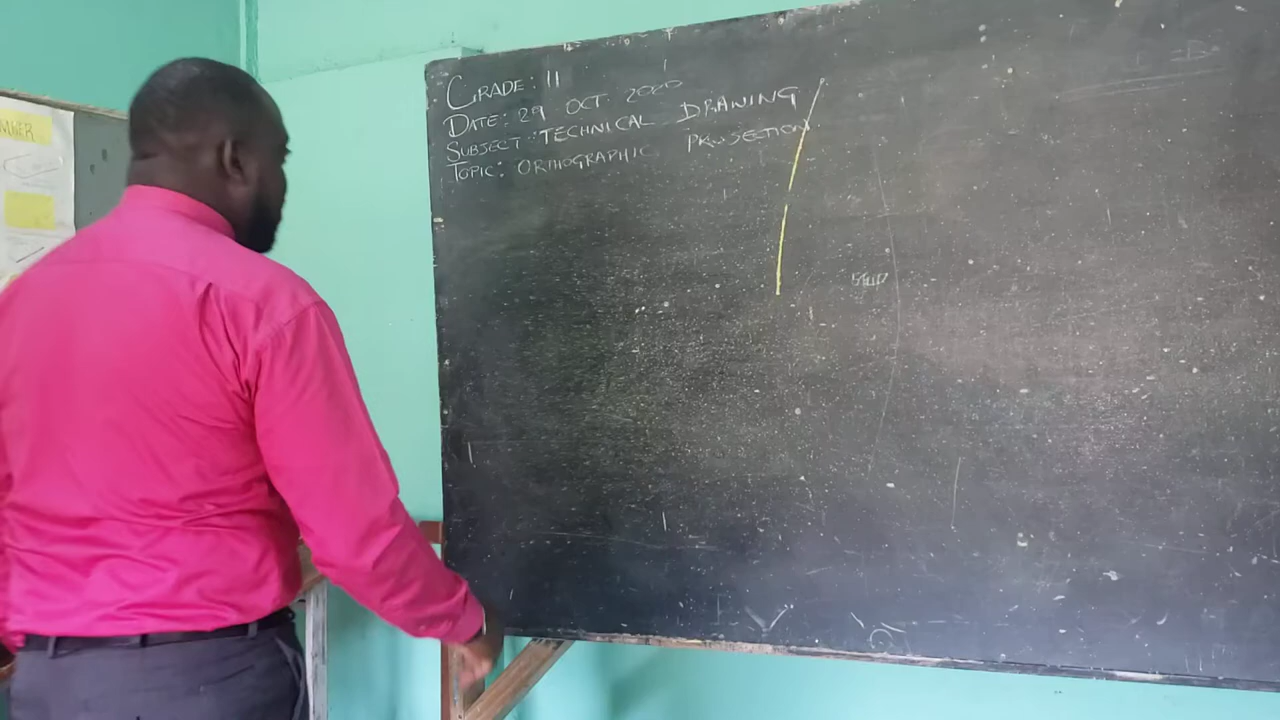 GRADE: 11
DATE: 29 OCT. 2020
SUBJECT: TECHNICAL DRAWING
TOPIC: ORTHOGRAPHIC PROJECTION